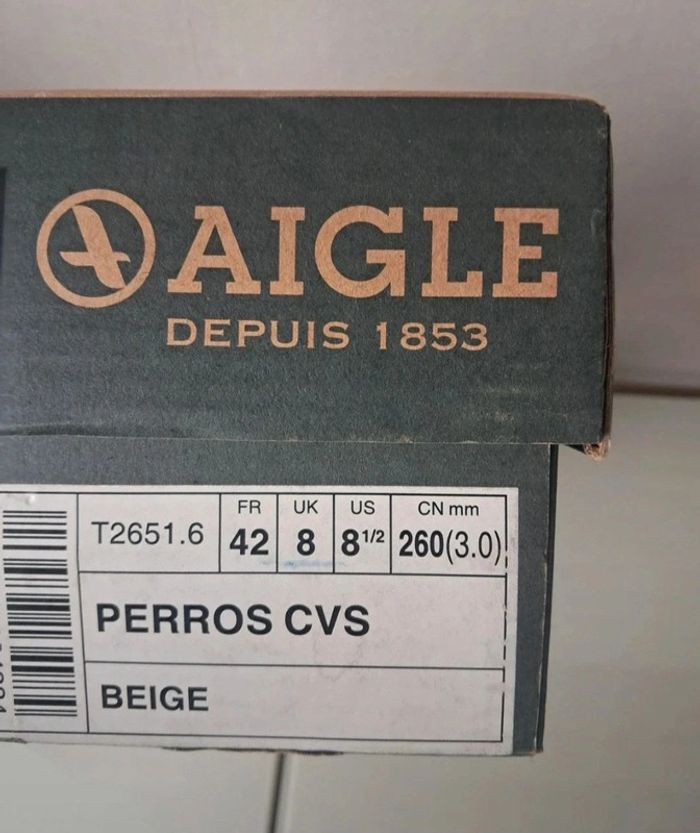 AIGLE
DEPUIS 1853
T2651.6
FR UK US CN mm
42 8 8 1/2 260(3.0)
PERROS CVS
BEIGE